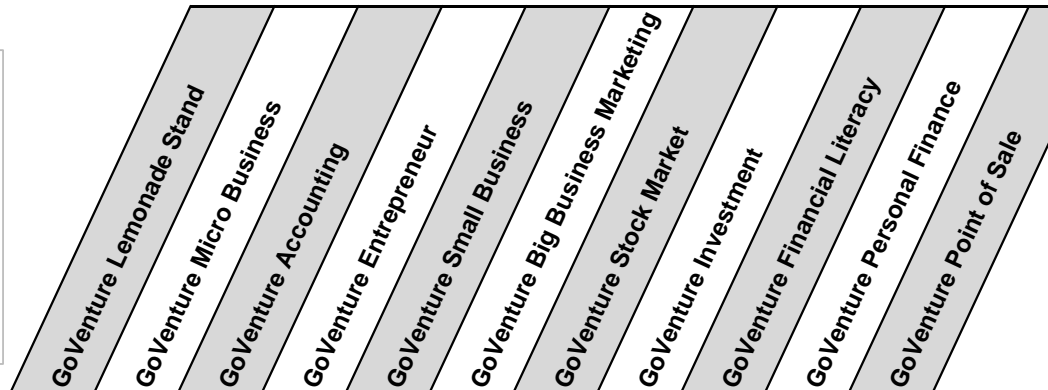 GoVenture Lemonade Stand
GoVenture Micro Business
GoVenture Accounting
GoVenture Entrepreneur
GoVenture Small Business
GoVenture Big Business Marketing
GoVenture Stock Market
GoVenture Investment
GoVenture Financial Literacy
GoVenture Personal Finance
GoVenture Point of Sale